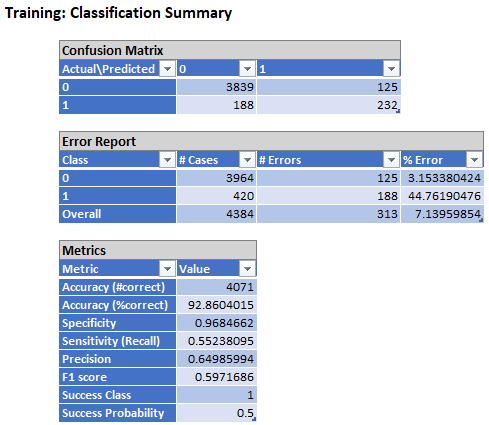 Training: Classification Summary
Confusion Matrix
Actual\Predicted 0 1
0 3839 125
1 188 232
Error Report
Class # Cases # Errors % Error
0 3964 125 3.153380424
1 420 188 44.76190476
Overall 4384 313 7.13959854
Metrics
Metric Value
Accuracy (#correct) 4071
Accuracy (%correct) 92.8604015
Specificity 0.9684662
Sensitivity (Recall) 0.55238095
Precision 0.64985994
F1 score 0.5971686
Success Class 1
Success Probability 0.5